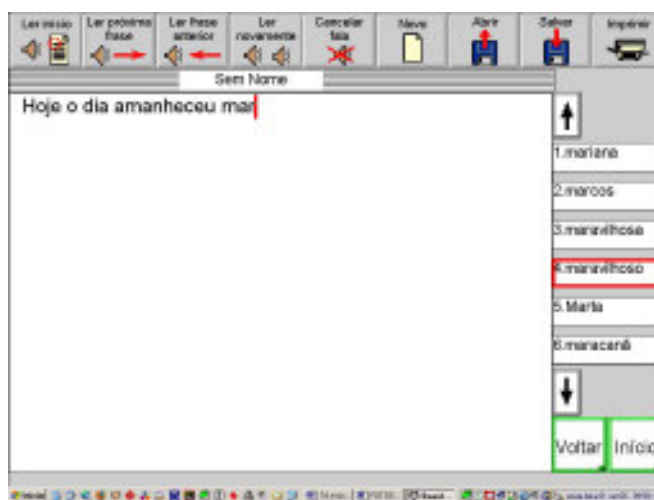 Ler início
Ler próxima frase
Ler frase anterior
Ler novamente
Cancelar fala
Novo
Abrir
Salvar
Imprimir
Sem Nome
Hoje o dia amanheceu mar
1.mariana
2.marcos
3.maravilhosa
4.maravilhoso
5.Marta
6.maracanã
Voltar
Início